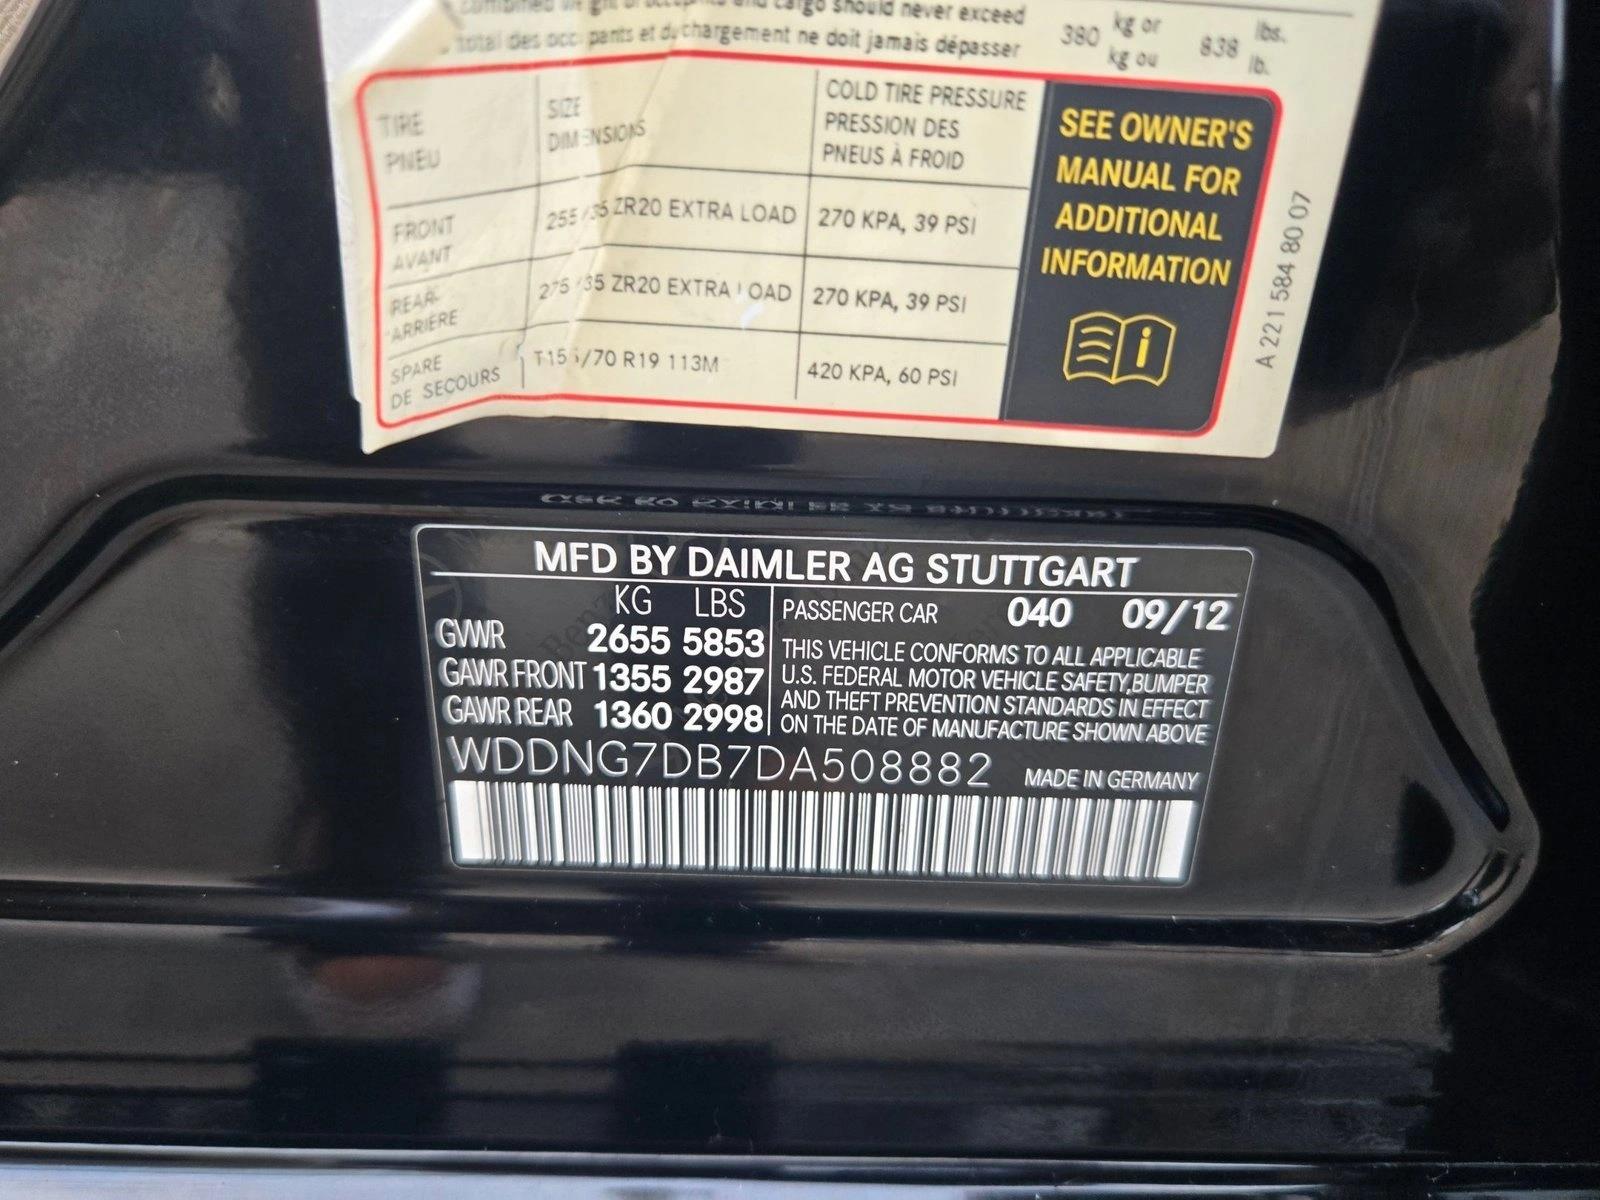 combined weight of occupants and cargo should never exceed
total des occupants et du chargement ne doit jamais dépasser
380 kg or 838 lbs.
kg ou lb.
TIRE SIZE COLD TIRE PRESSURE
PNEU DIMENSIONS PRESSION DES
PNEUS À FROID
FRONT 255/35 ZR20 EXTRA LOAD 270 KPA, 39 PSI
AVANT
REAR 275/35 ZR20 EXTRA LOAD 270 KPA, 39 PSI
ARRIÈRE
SPARE T155/70 R19 113M 420 KPA, 60 PSI
DE SECOURS
SEE OWNER'S
MANUAL FOR
ADDITIONAL
INFORMATION
A 221 584 80 07
MFD BY DAIMLER AG STUTTGART
KG LBS
GVWR 2655 5853
GAWR FRONT 1355 2987
GAWR REAR 1360 2998
PASSENGER CAR 040 09/12
THIS VEHICLE CONFORMS TO ALL APPLICABLE
U.S. FEDERAL MOTOR VEHICLE SAFETY,BUMPER
AND THEFT PREVENTION STANDARDS IN EFFECT
ON THE DATE OF MANUFACTURE SHOWN ABOVE
WDDNG7DB7DA508882 MADE IN GERMANY